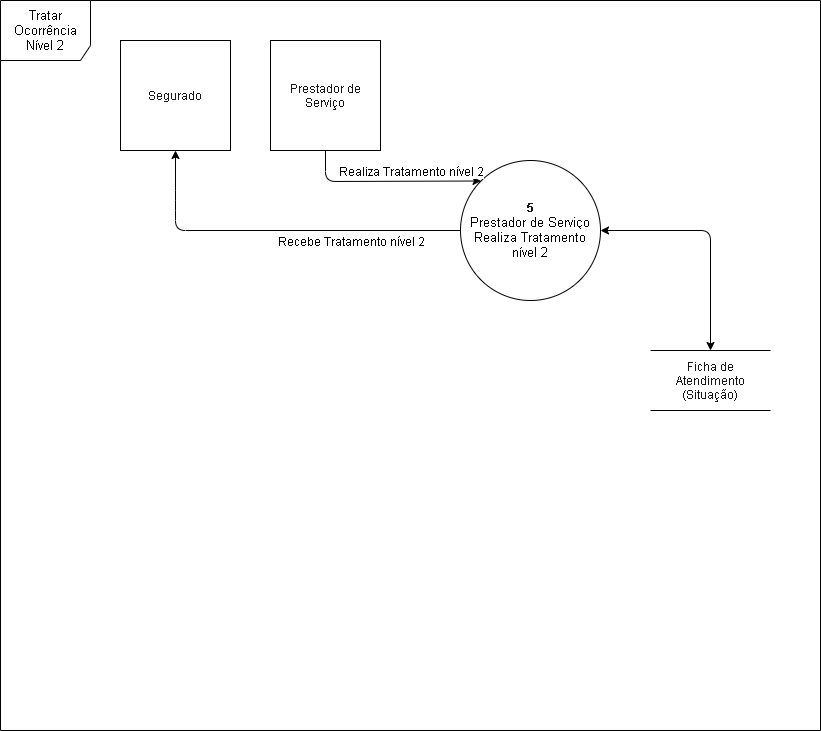 Tratar
Ocorrência
Nível 2
Segurado
Prestador de
Serviço
Realiza Tratamento nível 2
5
Prestador de Serviço
Realiza Tratamento
nível 2
Recebe Tratamento nível 2
Ficha de
Atendimento
(Situação)